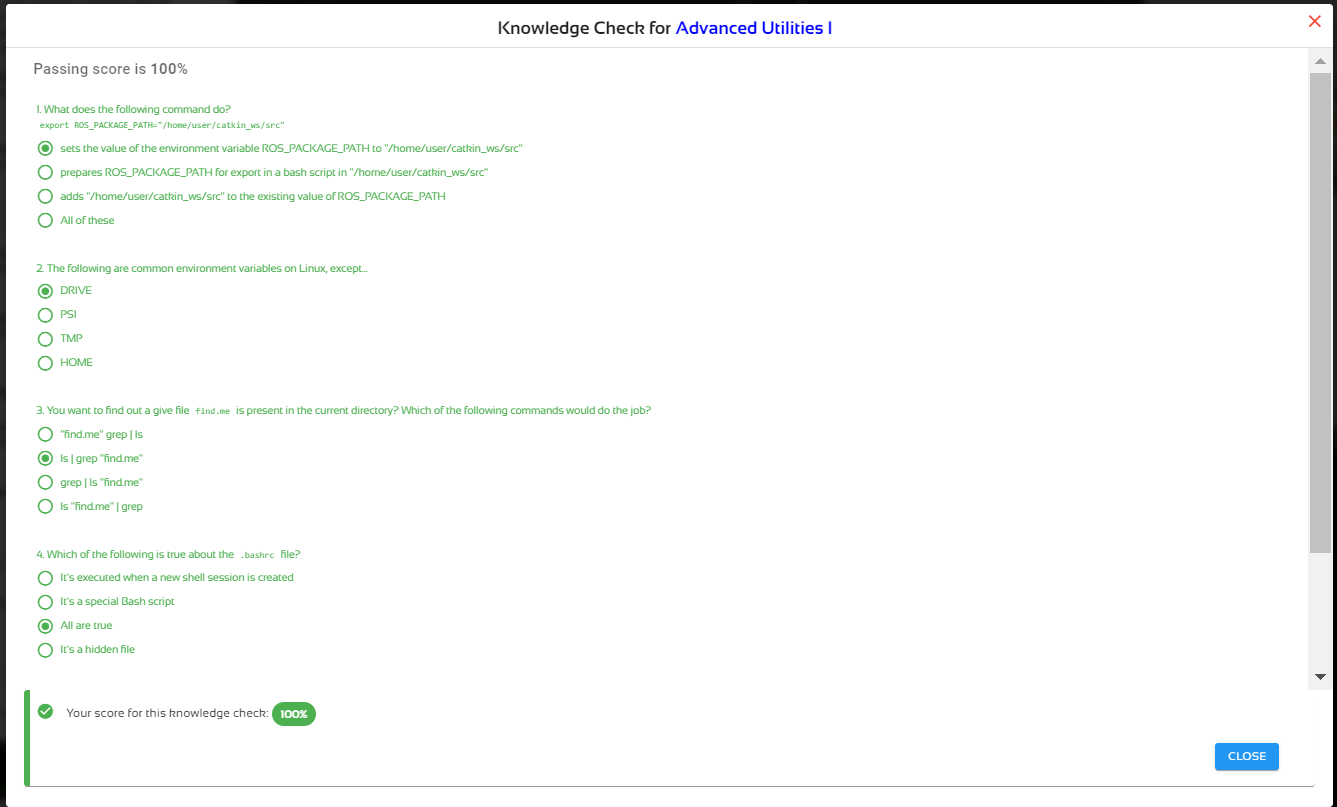 Knowledge Check for Advanced Utilities I
Passing score is 100%
1. What does the following command do?
export ROS_PACKAGE_PATH="/home/user/catkin_ws/src"
sets the value of the environment variable ROS_PACKAGE_PATH to "/home/user/catkin_ws/src"
prepares ROS_PACKAGE_PATH for export in a bash script in "/home/user/catkin_ws/src"
adds "/home/user/catkin_ws/src" to the existing value of ROS_PACKAGE_PATH
All of these
2. The following are common environment variables on Linux, except...
DRIVE
PS1
TMP
HOME
3. You want to find out a give file find.me is present in the current directory? Which of the following commands would do the job?
"find.me" grep | ls
ls | grep "find.me"
grep | ls "find.me"
ls "find.me" | grep
4. Which of the following is true about the .bashrc file?
It's executed when a new shell session is created
It's a special Bash script
All are true
It's a hidden file
Your score for this knowledge check: 100%
CLOSE